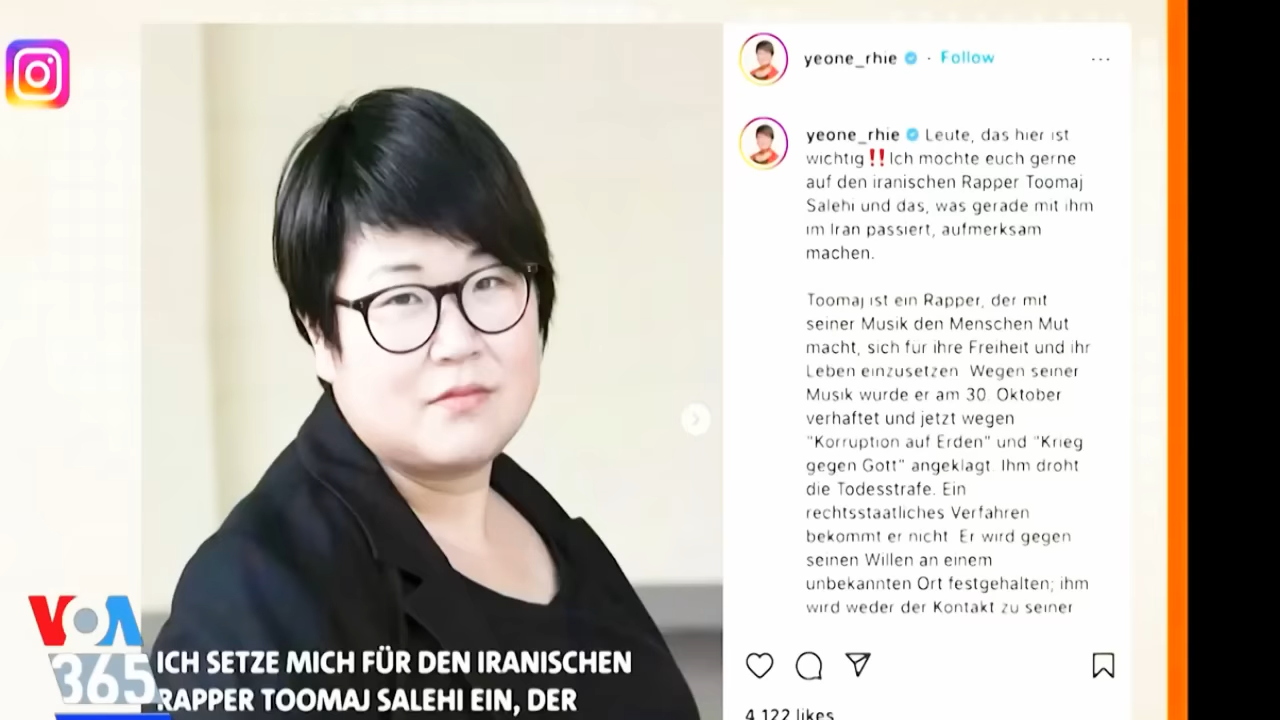 yeone_rhie · Follow ...
yeone_rhie Leute, das hier ist
wichtig‼️Ich mochte euch gerne
auf den iranischen Rapper Toomaj
Salehi und das, was gerade mit ihm
im Iran passiert, aufmerksam
machen.
Toomaj ist ein Rapper, der mit
seiner Musik den Menschen Mut
macht, sich für ihre Freiheit und ihr
Leben einzusetzen. Wegen seiner
Musik wurde er am 30. Oktober
verhaftet und jetzt wegen
"Korruption auf Erden" und "Krieg
gegen Gott" angeklagt. Ihm droht
die Todesstrafe. Ein
rechtsstaatliches Verfahren
bekommt er nicht. Er wird gegen
seinen Willen an einem
unbekannten Ort festgehalten; ihm
wird weder der Kontakt zu seiner
4,122 likes
ICH SETZE MICH FÜR DEN IRANISCHEN
RAPPER TOOMAJ SALEHI EIN, DER
VOA
365